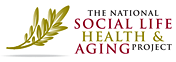 THE NATIONAL
SOCIAL LIFE
HEALTH &
AGING PROJECT